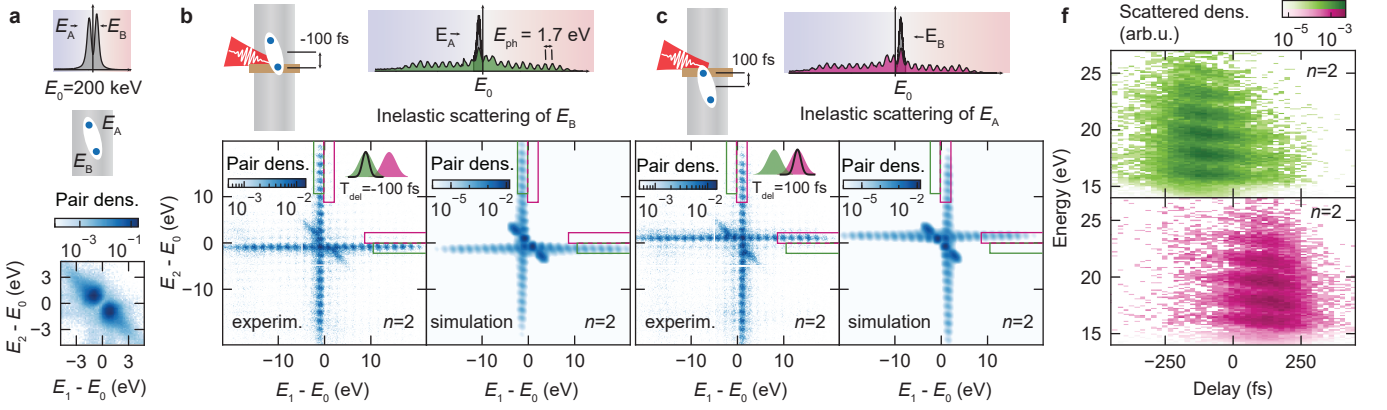 a
E_A→ ←E_B
E_0=200 keV
E_A
E_B
Pair dens.
10^−3 10^−1
E_2 - E_0 (eV)
3
0
−3
−3 0 3
E_1 - E_0 (eV)
b
-100 fs
E_A→
E_ph = 1.7 eV
E_0
Inelastic scattering of E_B
Pair dens.
10^−3 10^−2
T_del=-100 fs
E_2 - E_0 (eV)
10
0
−10
experim.
n=2
−10 0 10
E_1 - E_0 (eV)
Pair dens.
10^−5 10^−2
simulation
n=2
−10 0 10
E_1 - E_0 (eV)
c
100 fs
←E_B
E_0
Inelastic scattering of E_A
Pair dens.
10^−3 10^−2
T_del=100 fs
experim.
n=2
−10 0 10
E_1 - E_0 (eV)
Pair dens.
10^−5 10^−2
simulation
n=2
−10 0 10
E_1 - E_0 (eV)
f
Scattered dens.
(arb.u.)
10^−5 10^−3
n=2
25
20
15
Energy (eV)
n=2
25
20
15
−250 0 250
Delay (fs)